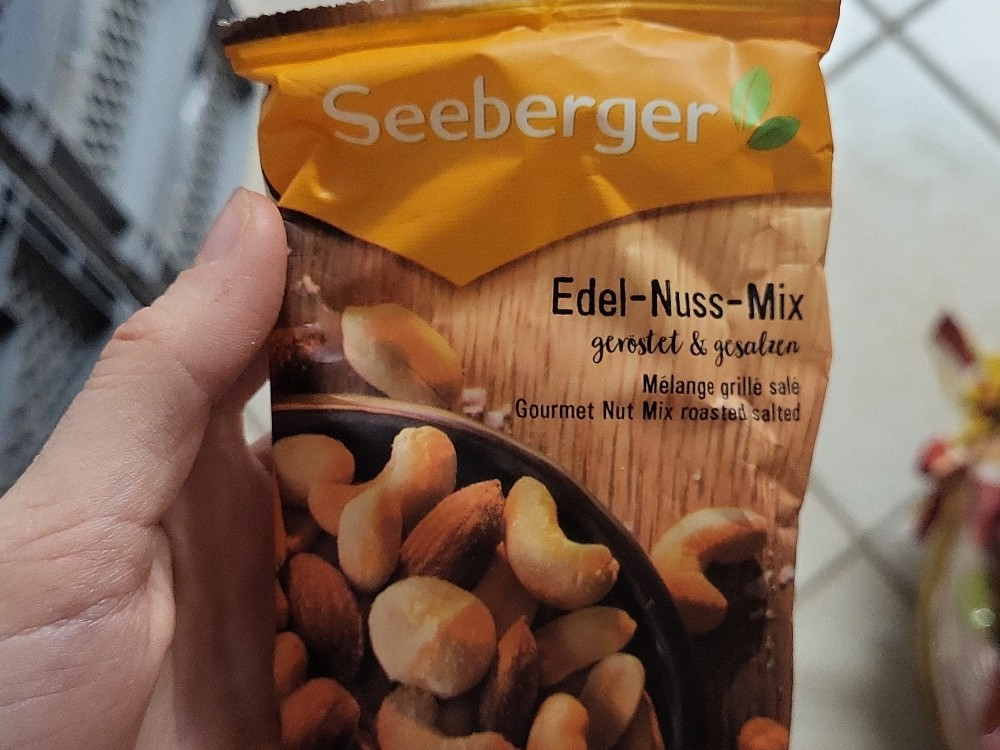 Seeberger
Edel-Nuss-Mix
geröstet & gesalzen
Mélange grillé salé
Gourmet Nut Mix roasted salted